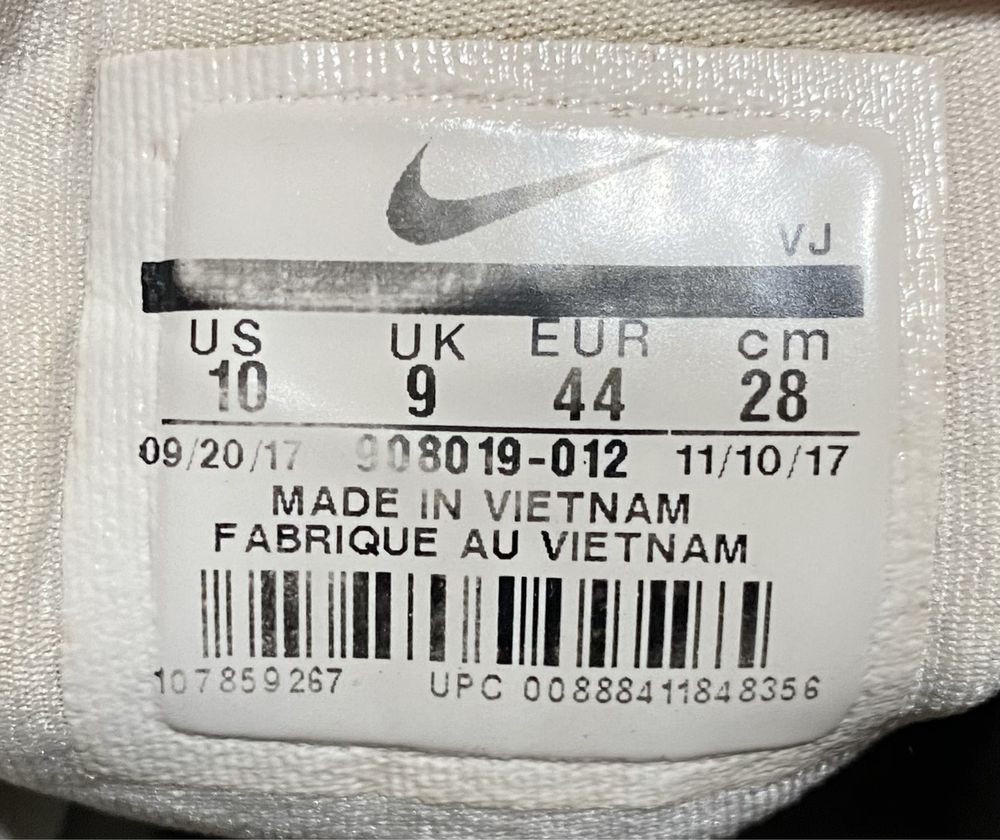 VJ
US UK EUR cm
10 9 44 28
09/20/17 908019-012 11/10/17
MADE IN VIETNAM
FABRIQUE AU VIETNAM
107859267 UPC 00888411848356